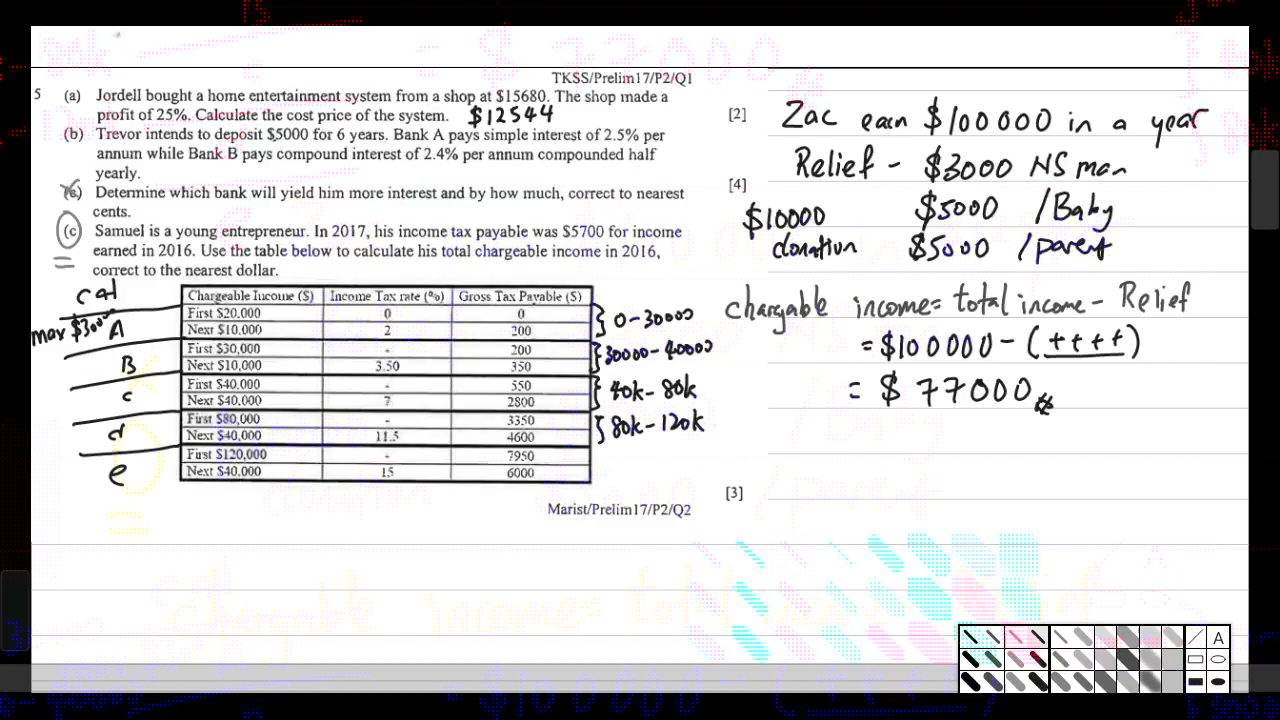 TKSS/Prelim17/P2/Q1
5 (a) Jordell bought a home entertainment system from a shop at $15680. The shop made a
profit of 25%. Calculate the cost price of the system. $12544 [2]
(b) Trevor intends to deposit $5000 for 6 years. Bank A pays simple interest of 2.5% per
annum while Bank B pays compound interest of 2.4% per annum compounded half
yearly.
(c) Determine which bank will yield him more interest and by how much, correct to nearest [4]
cents.
(c Samuel is a young entrepreneur. In 2017, his income tax payable was $5700 for income
earned in 2016. Use the table below to calculate his total chargeable income in 2016,
correct to the nearest dollar.
cat
max $300 A
B
c
d
e
Chargeable Income ($) Income Tax rate (%) Gross Tax Payable ($)
First $20,000 0 0
Next $10,000 2 200
First $30,000 - 200
Next $10,000 3.50 350
First $40,000 - 550
Next $40,000 7 2800
First $80,000 - 3350
Next $40,000 11.5 4600
First $120,000 - 7950
Next $40,000 15 6000
} 0-30000
} 30000-40000
} 40k-80k
} 80k-120k
[3]
Marist/Prelim17/P2/Q2
Zac earn $100000 in a year
Relief - $3000 NS man
$5000 /Baby
$5000 /parent
$10000
donation
chargable income = total income - Relief
= $100000 - (++++)
= $77000
A